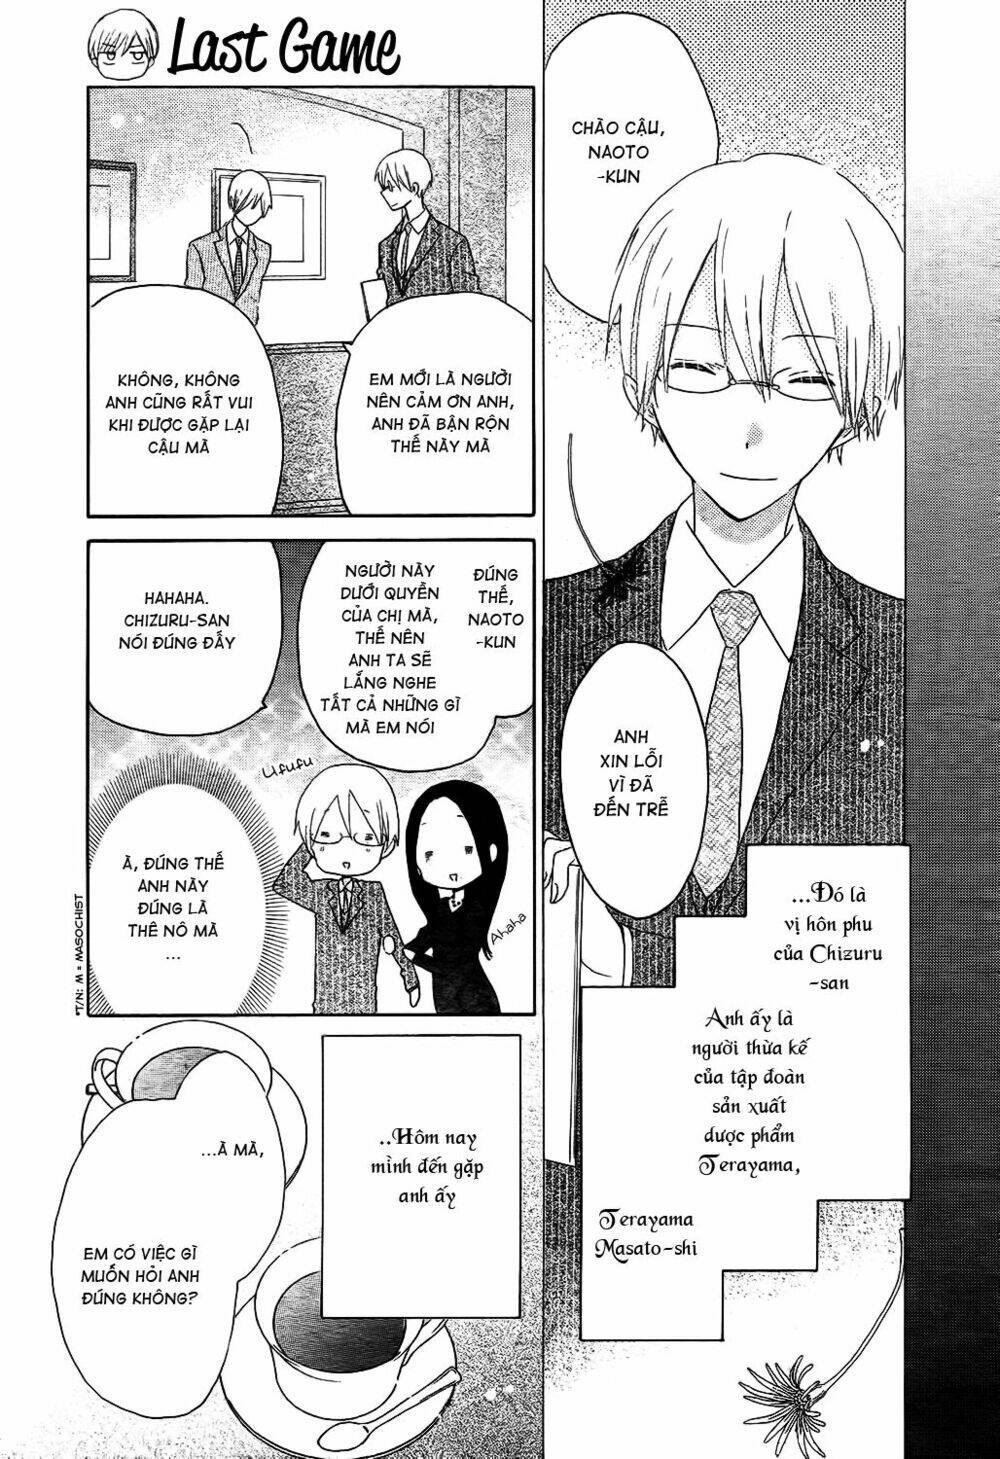 Last Game
CHÀO CẬU,
NAOTO
-KUN
ANH
XIN LỖI
VÌ ĐÃ
ĐẾN TRỄ
...Đó là
vị hôn phu
của Chizuru
-san
Anh ấy là
người thừa kế
của tập đoàn
sản xuất
dược phẩm
Terayama,
Terayama
Masato-shi
EM MỚI LÀ NGƯỜI
NÊN CẢM ƠN ANH,
ANH ĐÃ BẬN RỘN
THẾ NÀY MÀ
KHÔNG, KHÔNG
ANH CŨNG RẤT VUI
KHI ĐƯỢC GẶP LẠI
CẬU MÀ
ĐÚNG
THẾ,
NAOTO
-KUN
NGƯỜI NÀY
DƯỚI QUYỀN
CỦA CHỊ MÀ,
THẾ NÊN
ANH TA SẼ
LẮNG NGHE
TẤT CẢ NHỮNG GÌ
MÀ EM NÓI
HAHAHA.
CHIZURU-SAN
NÓI ĐÚNG ĐẤY
Ufufu
Ahaha
À, ĐÚNG THẾ
ANH NÀY
ĐÚNG LÀ
THÊ NÔ MÀ
...
*T/N: M = MASOCHIST
..Hôm nay
mình đến gặp
anh ấy
...À MÀ,
EM CÓ VIỆC GÌ
MUỐN HỎI ANH
ĐÚNG KHÔNG?